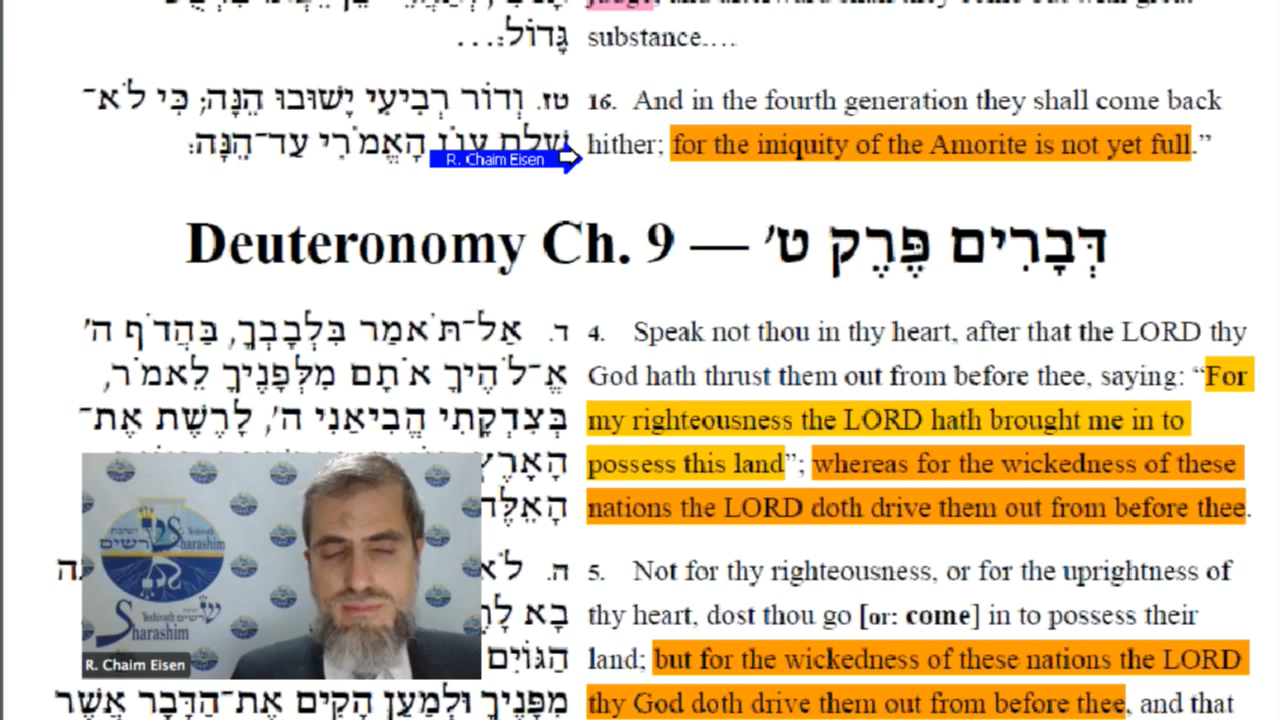 גָּדוֹל:...
substance....
טז. וְדוֹר רְבִיעִי יָשׁוּבוּ הֵנָּה; כִּי לֹא־
16. And in the fourth generation they shall come back
שָׁלֵם עֲוֺן הָאֱמֹרִי עַד־הֵנָּה:
hither; for the iniquity of the Amorite is not yet full.”
R. Chaim Eisen
Deuteronomy Ch. 9 — דְּבָרִים פֶּרֶק ט׳
ד. אַל־תֹּאמַר בִּלְבָבְךָ, בַּהֲדֹף ה׳
4. Speak not thou in thy heart, after that the LORD thy
אֱ־לֹהֶיךָ אֹתָם מִלְּפָנֶיךָ לֵאמֹר,
God hath thrust them out from before thee, saying: “For
בְּצִדְקָתִי הֱבִיאַנִי ה׳, לָרֶשֶׁת אֶת־
my righteousness the LORD hath brought me in to
possess this land”; whereas for the wickedness of these
nations the LORD doth drive them out from before thee.
5. Not for thy righteousness, or for the uprightness of
thy heart, dost thou go [or: come] in to possess their
הַגּוֹיִם
land; but for the wickedness of these nations the LORD
מִפָּנֶיךָ וּלְמַעַן הָקִים אֶת־הַדָּבָר אֲשֶׁר
thy God doth drive them out from before thee, and that
Yeshivath
Sharashim
ישיבת
שרשים
Yeshivath
Sharashim
R. Chaim Eisen